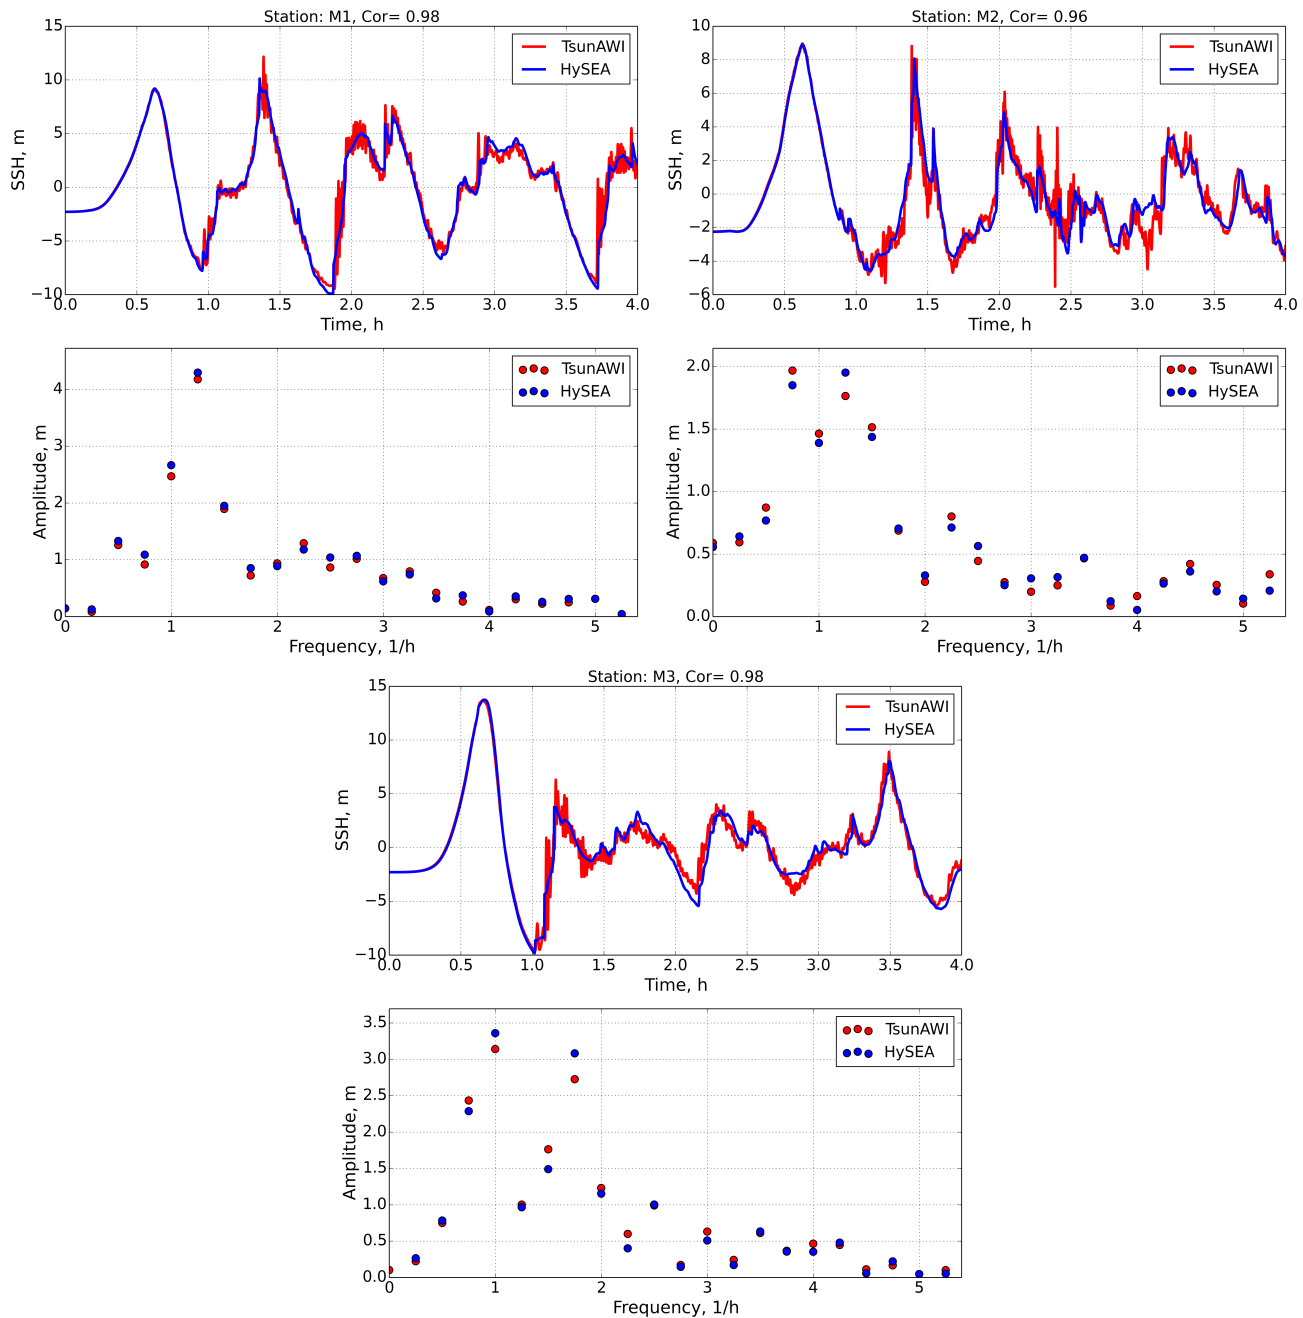 Station: M1, Cor= 0.98
15
10
5
0
−5
−10
SSH, m
0.0 0.5 1.0 1.5 2.0 2.5 3.0 3.5 4.0
Time, h
TsunAWI
HySEA
Station: M2, Cor= 0.96
10
8
6
4
2
0
−2
−4
−6
SSH, m
0.0 0.5 1.0 1.5 2.0 2.5 3.0 3.5 4.0
Time, h
TsunAWI
HySEA
4
3
2
1
0
Amplitude, m
0 1 2 3 4 5
Frequency, 1/h
TsunAWI
HySEA
2.0
1.5
1.0
0.5
0.0
Amplitude, m
0 1 2 3 4 5
Frequency, 1/h
TsunAWI
HySEA
Station: M3, Cor= 0.98
15
10
5
0
−5
−10
SSH, m
0.0 0.5 1.0 1.5 2.0 2.5 3.0 3.5 4.0
Time, h
TsunAWI
HySEA
3.5
3.0
2.5
2.0
1.5
1.0
0.5
0.0
Amplitude, m
0 1 2 3 4 5
Frequency, 1/h
TsunAWI
HySEA